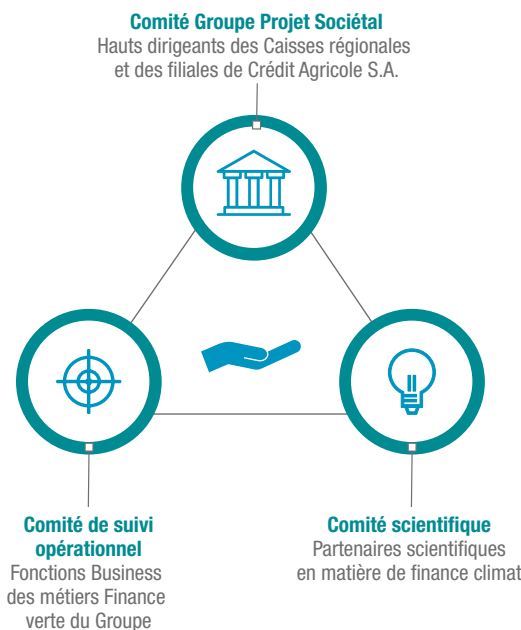 Comité Groupe Projet Sociétal
Hauts dirigeants des Caisses régionales
et des filiales de Crédit Agricole S.A.
Comité de suivi
opérationnel
Fonctions Business
des métiers Finance
verte du Groupe
Comité scientifique
Partenaires scientifiques
en matière de finance climat